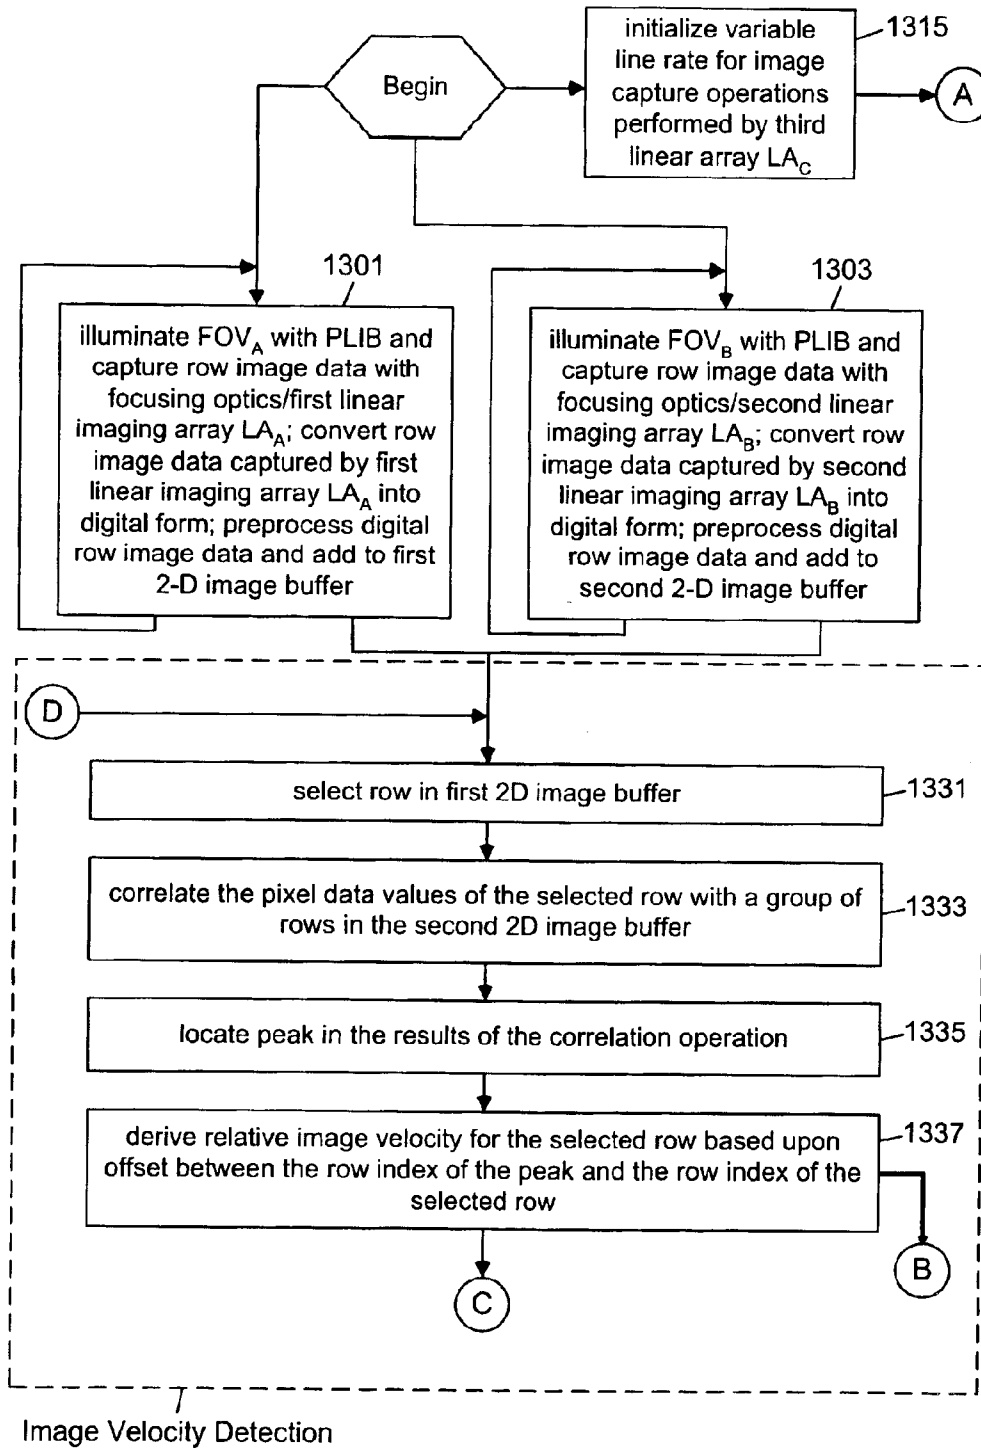 Begin
initialize variable
line rate for image
capture operations
performed by third
linear array LA_C
1315
A
1301
illuminate FOV_A with PLIB and
capture row image data with
focusing optics/first linear
imaging array LA_A; convert row
image data captured by first
linear imaging array LA_A into
digital form; preprocess digital
row image data and add to first
2-D image buffer
1303
illuminate FOV_B with PLIB and
capture row image data with
focusing optics/second linear
imaging array LA_B; convert row
image data captured by second
linear imaging array LA_B into
digital form; preprocess digital
row image data and add to
second 2-D image buffer
D
select row in first 2D image buffer
1331
correlate the pixel data values of the selected row with a group of
rows in the second 2D image buffer
1333
locate peak in the results of the correlation operation
1335
derive relative image velocity for the selected row based upon
offset between the row index of the peak and the row index of the
selected row
1337
B
C
Image Velocity Detection